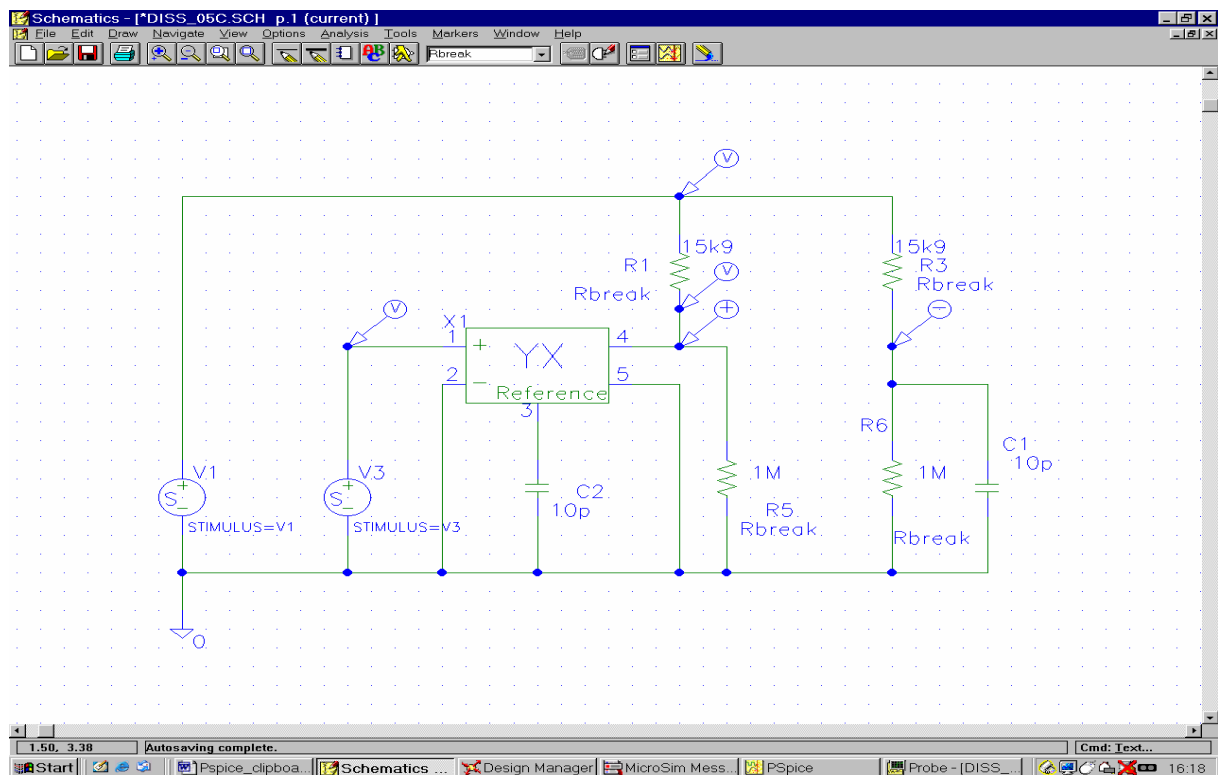 Schematics - [*DISS_05C.SCH p.1 (current) ]
File Edit Draw Navigate View Options Analysis Tools Markers Window Help
Rbreak
V
15k9
R1
V
Rbreak
+
15k9
R3
Rbreak
−
V
X1
1
+
YX
4
2
−
5
Reference
3
R6
C1
10p
V1
+
S
−
STIMULUS=V1
V3
+
S
−
STIMULUS=V3
C2
10p
1M
R5
Rbreak
1M
Rbreak
0
1.50, 3.38 Autosaving complete. Cmd: Text...
Start Pspice_clipboa... Schematics ... Design Manager MicroSim Mess... PSpice Probe - [DISS_... 16:18